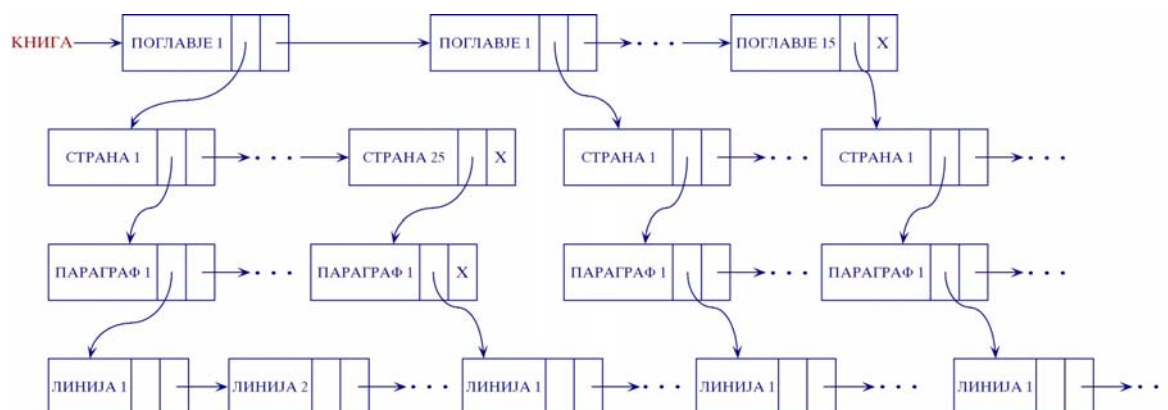 КНИГА ПОГЛАВЈЕ 1 ПОГЛАВЈЕ 1 ПОГЛАВЈЕ 15 X
СТРАНА 1 СТРАНА 25 X СТРАНА 1 СТРАНА 1
ПАРАГРАФ 1 ПАРАГРАФ 1 X ПАРАГРАФ 1 ПАРАГРАФ 1
ЛИНИЈА 1 ЛИНИЈА 2 ЛИНИЈА 1 ЛИНИЈА 1 ЛИНИЈА 1